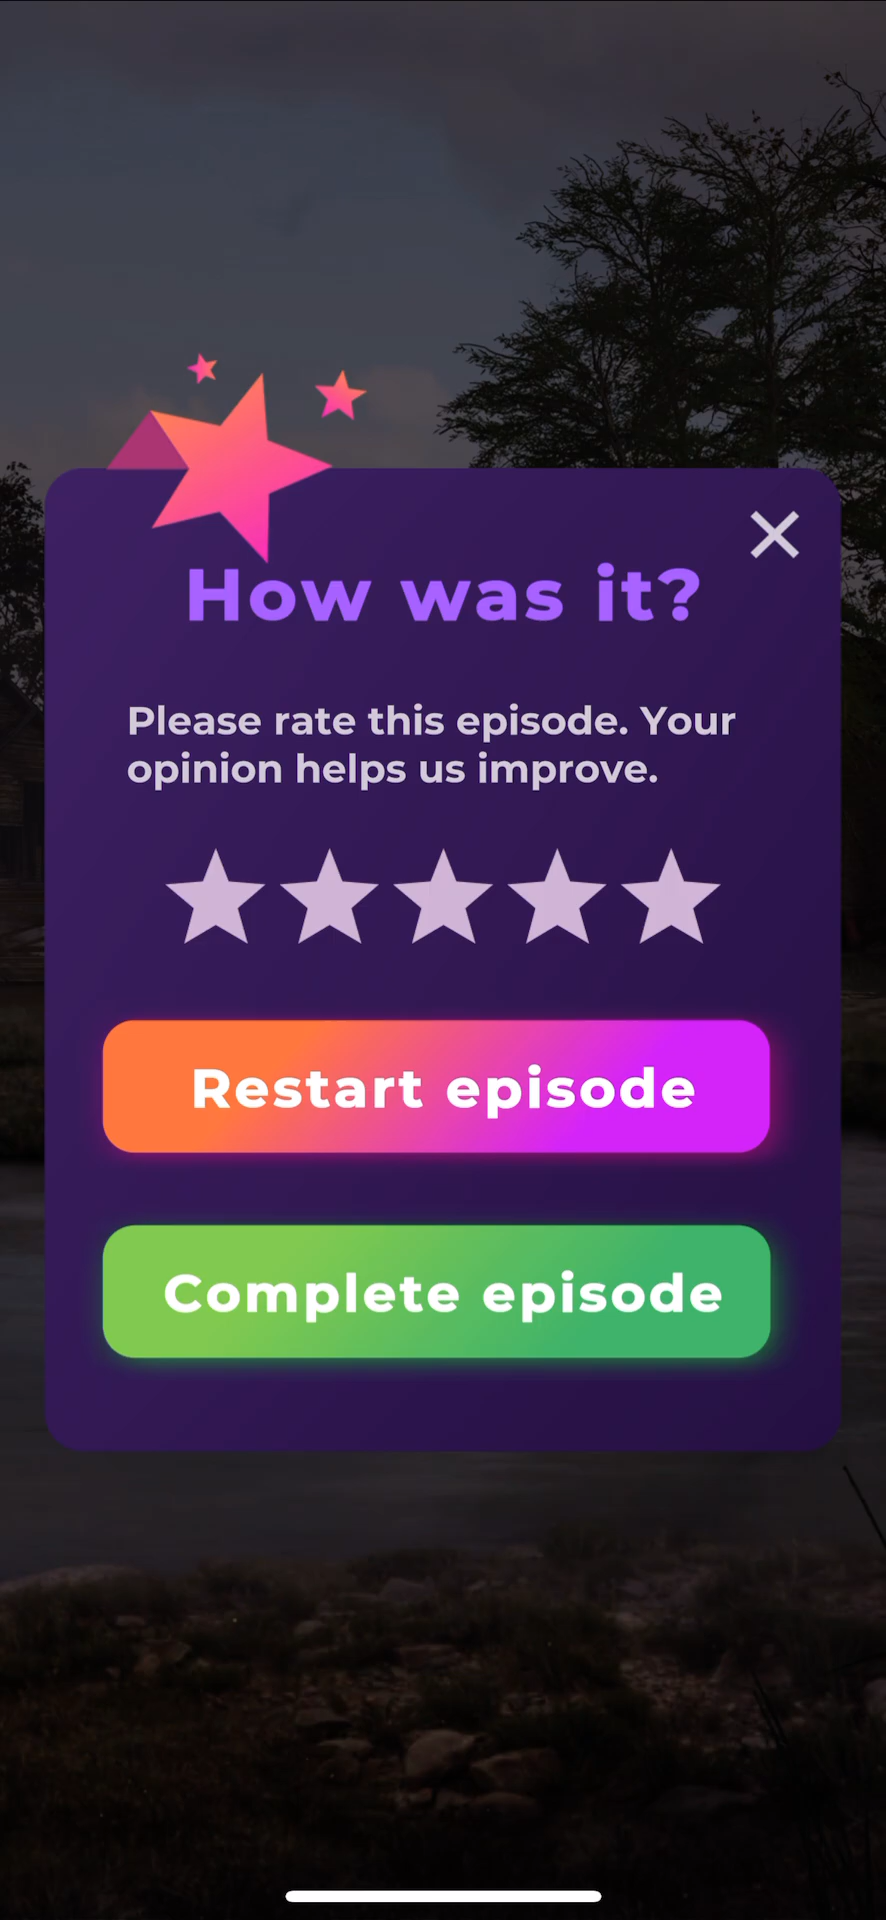 How was it?
Please rate this episode. Your
opinion helps us improve.
Restart episode
Complete episode